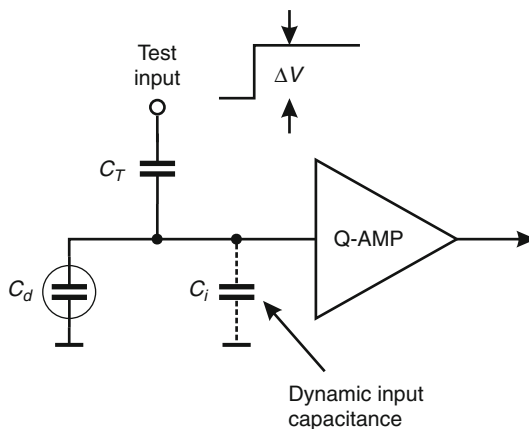 Test
input
ΔV
C_T
Q-AMP
C_d
C_i
Dynamic input
capacitance